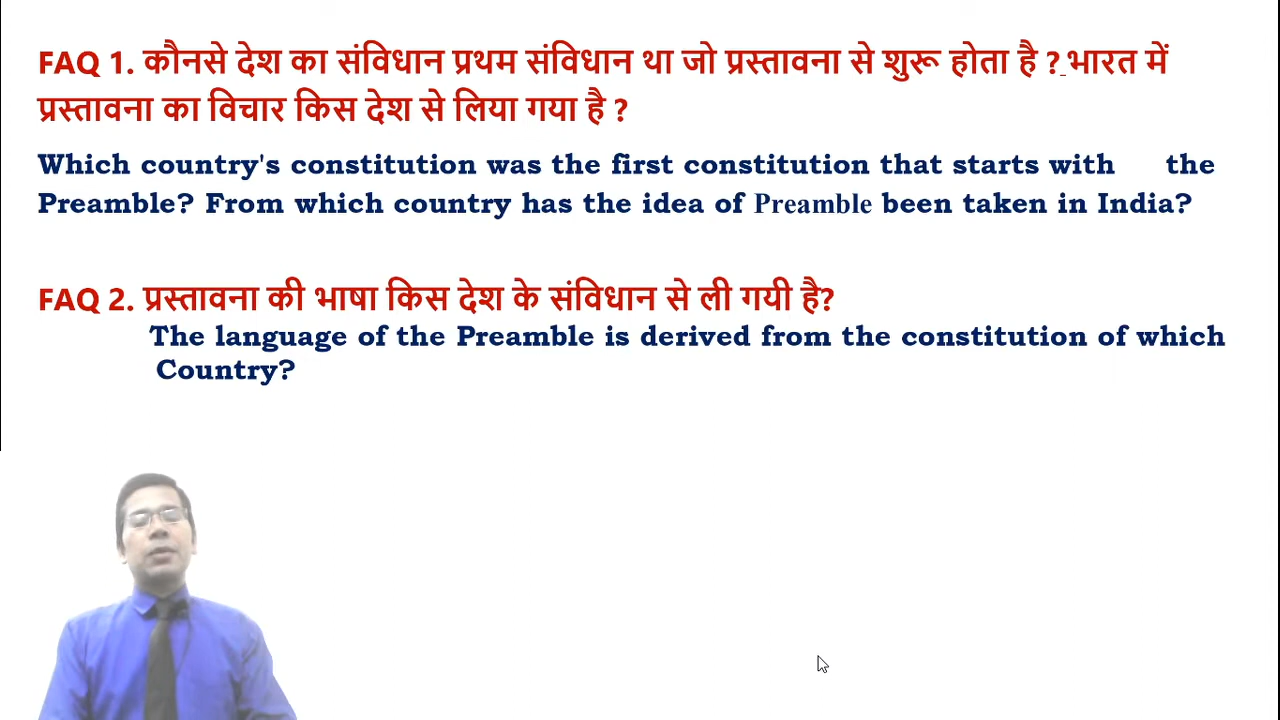 FAQ 1. कौनसे देश का संविधान प्रथम संविधान था जो प्रस्तावना से शुरू होता है ? भारत में
प्रस्तावना का विचार किस देश से लिया गया है ?
Which country's constitution was the first constitution that starts with the
Preamble? From which country has the idea of Preamble been taken in India?
FAQ 2. प्रस्तावना की भाषा किस देश के संविधान से ली गयी है?
The language of the Preamble is derived from the constitution of which
Country?